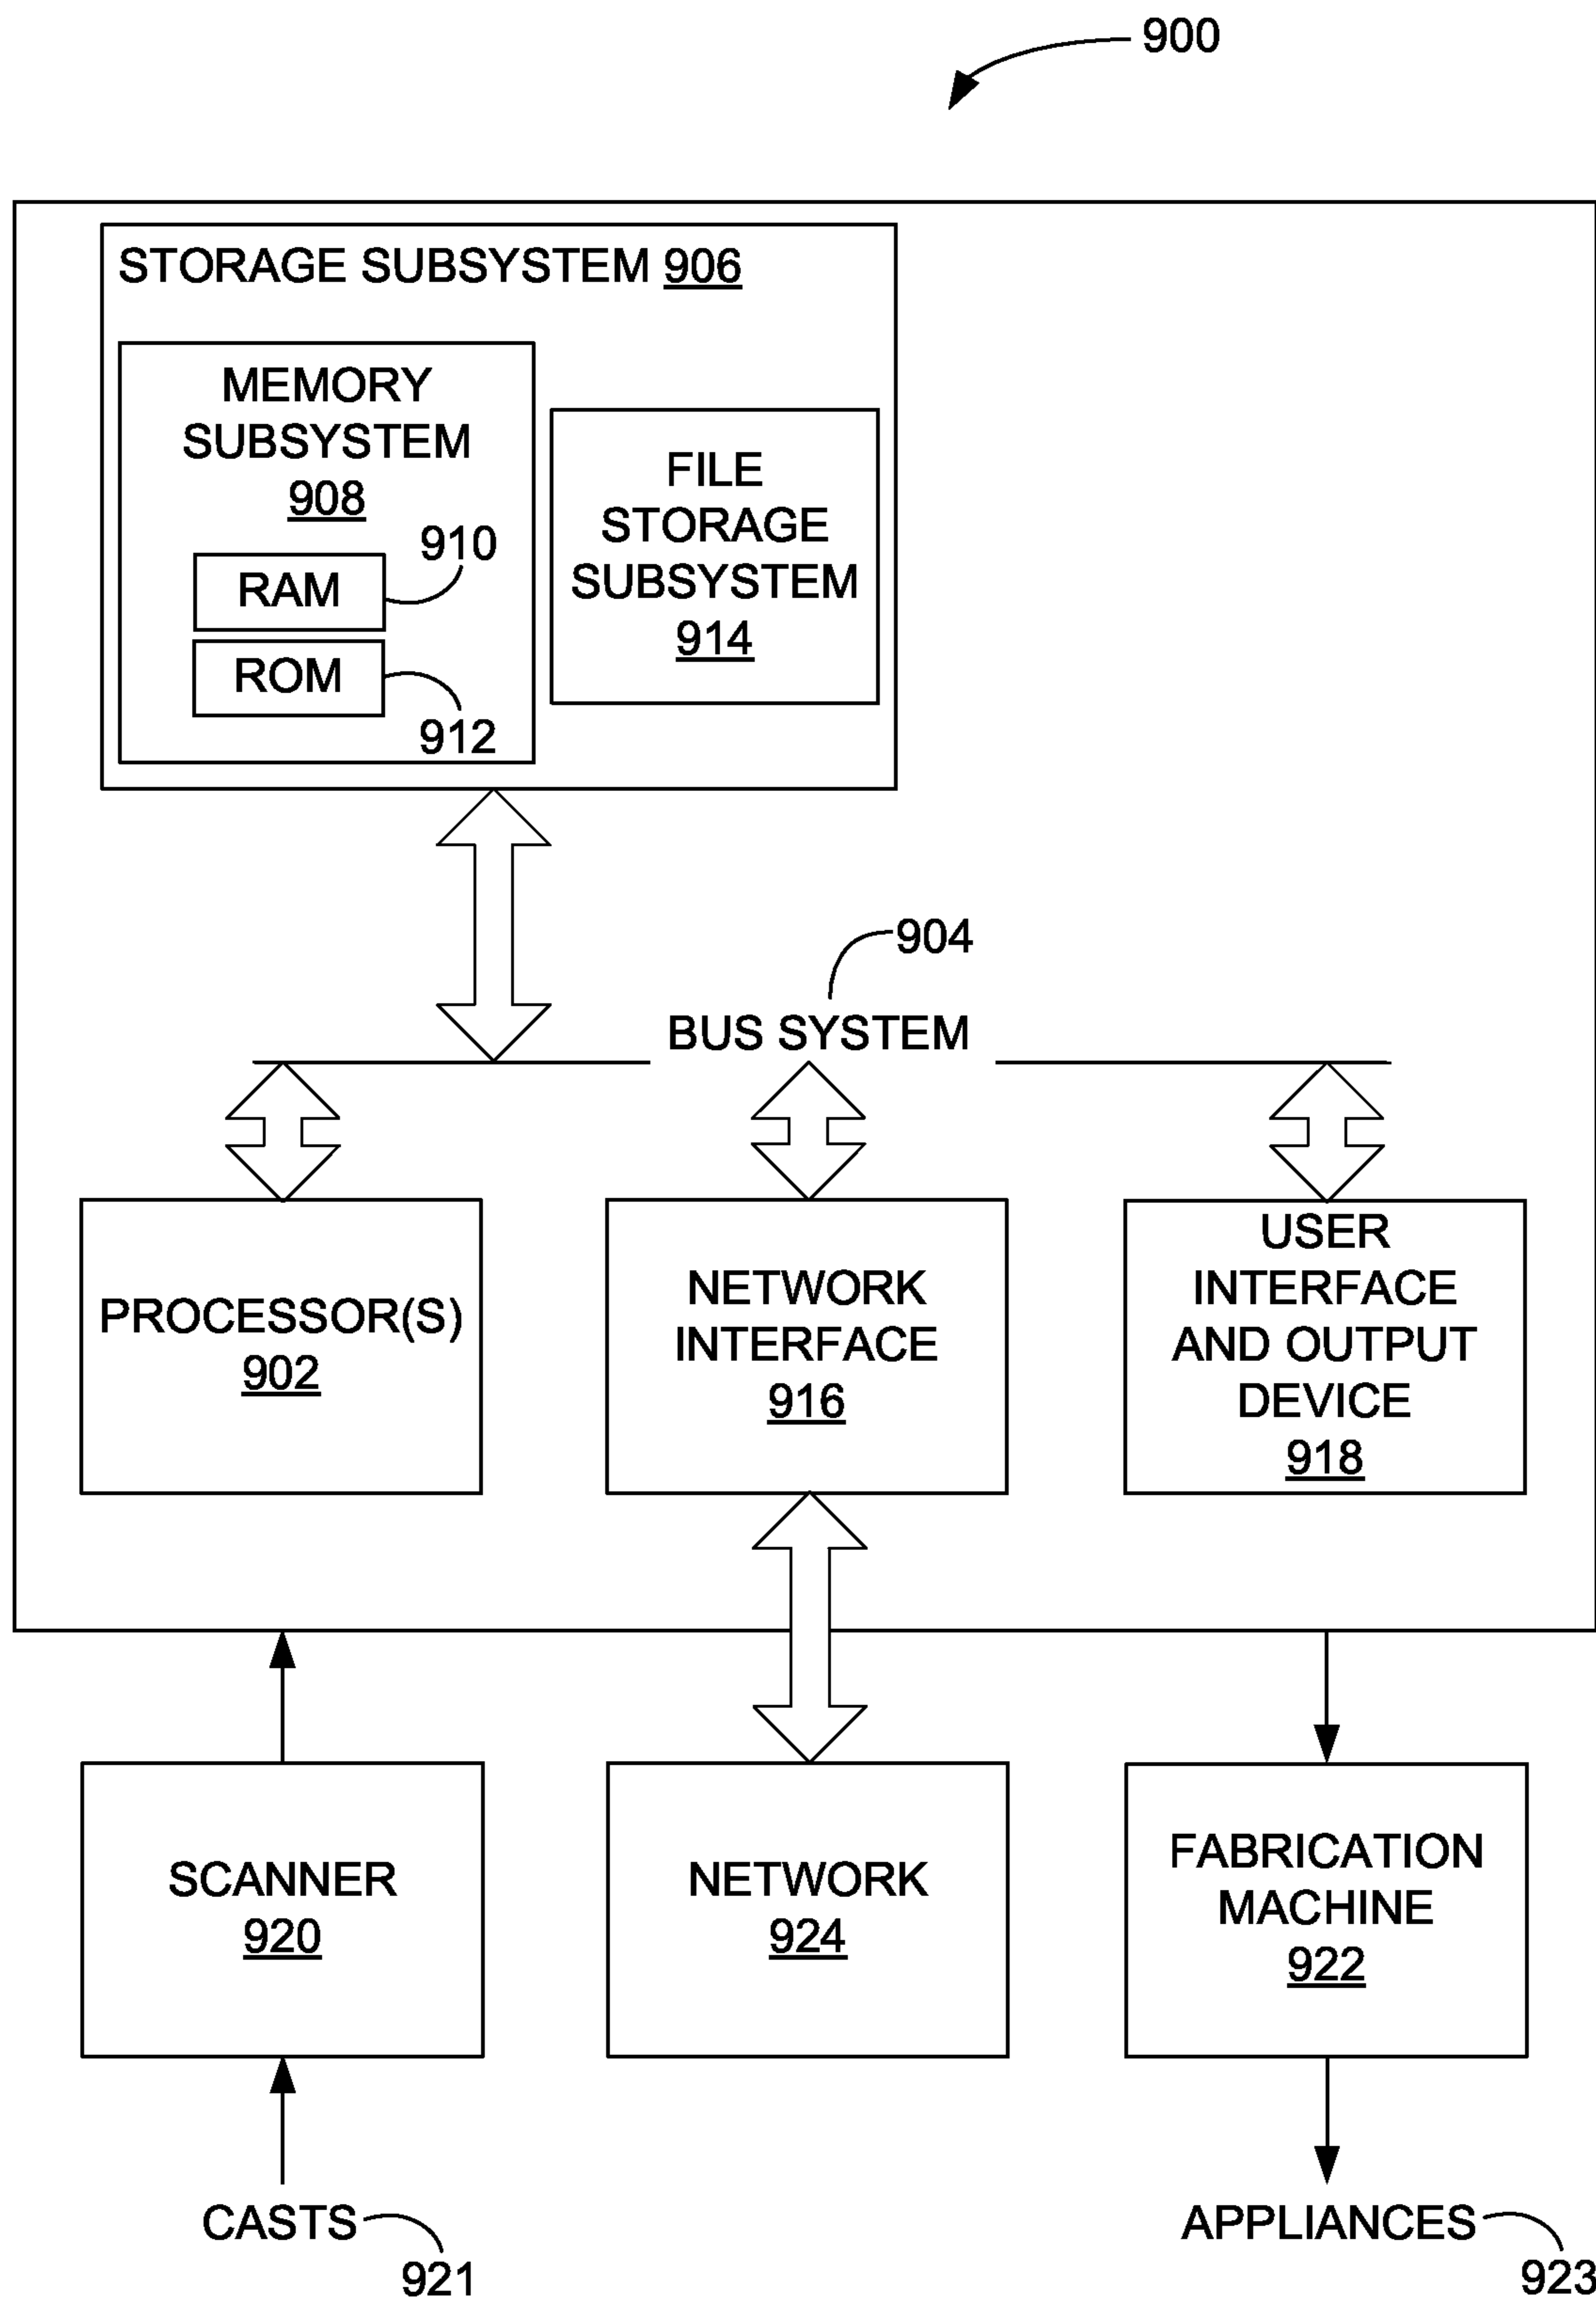 900
STORAGE SUBSYSTEM 906
MEMORY
SUBSYSTEM
908
910
RAM
ROM
912
FILE
STORAGE
SUBSYSTEM
914
904
BUS SYSTEM
PROCESSOR(S)
902
NETWORK
INTERFACE
916
USER
INTERFACE
AND OUTPUT
DEVICE
918
SCANNER
920
NETWORK
924
FABRICATION
MACHINE
922
CASTS
921
APPLIANCES
923